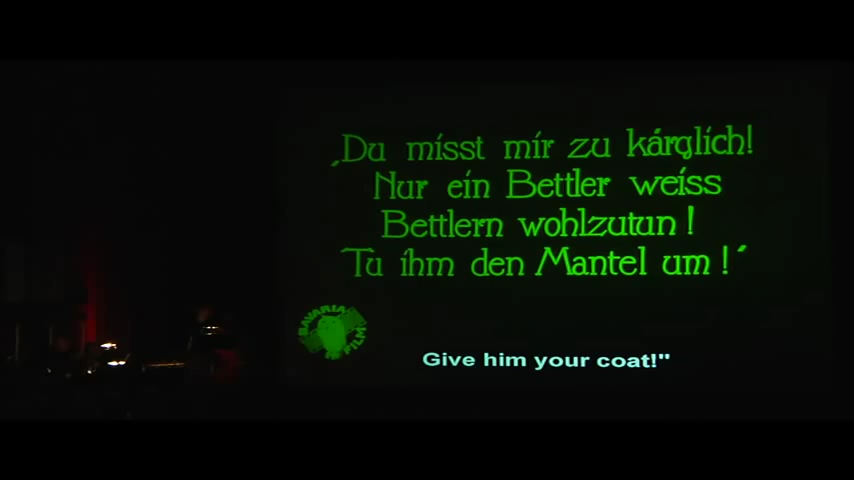 ‚Du misst mir zu kárglich!
Nur ein Bettler weiss
Bettlern wohlzutun!
Tu ihm den Mantel um!´
BAVARIA
FILM
Give him your coat!"